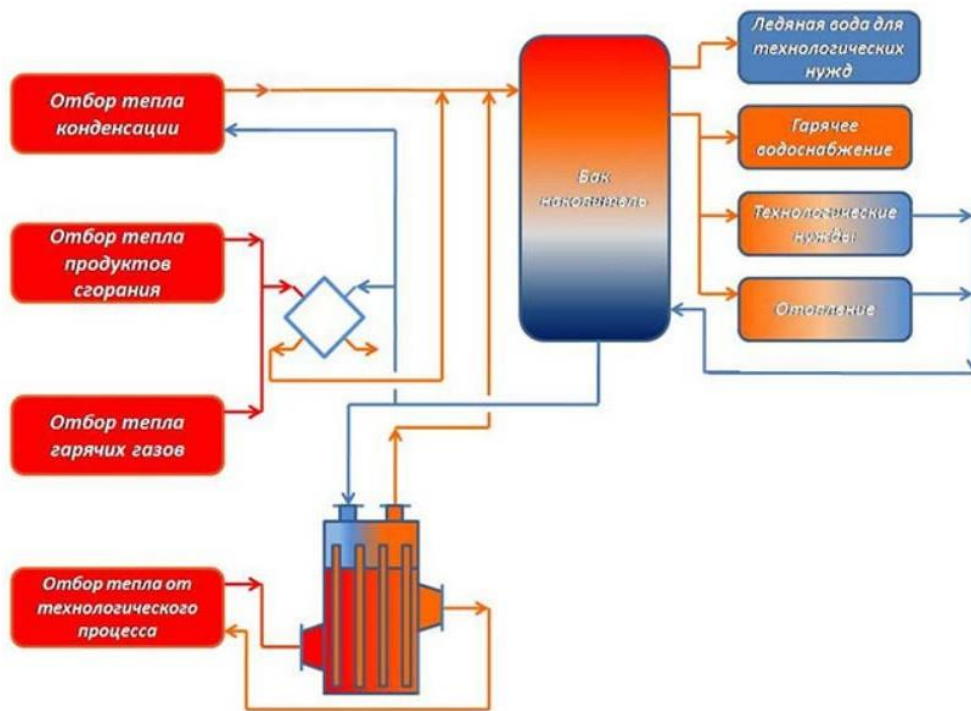 Отбор тепла
конденсации
Отбор тепла
продуктов
сгорания
Отбор тепла
гарячих газов
Отбор тепла от
технологического
процесса
Бак
накопитель
Ледяная вода для
технологических
нужд
Гарячее
водоснабжение
Технологические
нужды
Отопление